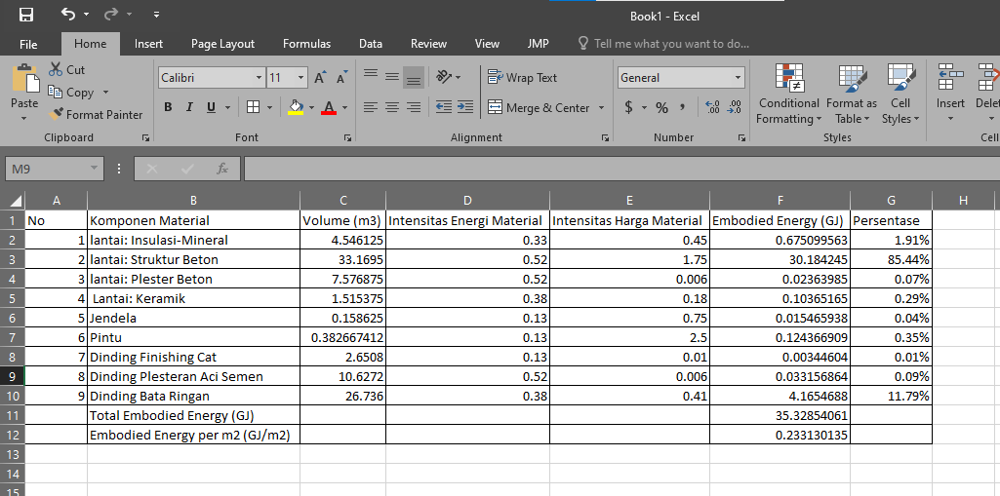 Book1 - Excel
File Home Insert Page Layout Formulas Data Review View JMP Tell me what you want to do...
Cut
Copy
Format Painter
Paste
Clipboard
Calibri 11
B I U
Font
Wrap Text
Merge & Center
Alignment
General
$ % ,
Number
Conditional Formatting
Format as Table
Cell Styles
Styles
Insert Delet
Cell
M9 fx
A B C D E F G H
1 No Komponen Material Volume (m3) Intensitas Energi Material Intensitas Harga Material Embodied Energy (GJ) Persentase
2 1 lantai: Insulasi-Mineral 4.546125 0.33 0.45 0.675099563 1.91%
3 2 lantai: Struktur Beton 33.1695 0.52 1.75 30.184245 85.44%
4 3 lantai: Plester Beton 7.576875 0.52 0.006 0.02363985 0.07%
5 4 Lantai: Keramik 1.515375 0.38 0.18 0.10365165 0.29%
6 5 Jendela 0.158625 0.13 0.75 0.015465938 0.04%
7 6 Pintu 0.382667412 0.13 2.5 0.124366909 0.35%
8 7 Dinding Finishing Cat 2.6508 0.13 0.01 0.00344604 0.01%
9 8 Dinding Plesteran Aci Semen 10.6272 0.52 0.006 0.033156864 0.09%
10 9 Dinding Bata Ringan 26.736 0.38 0.41 4.1654688 11.79%
11 Total Embodied Energy (GJ) 35.32854061
12 Embodied Energy per m2 (GJ/m2) 0.233130135
13
14
15